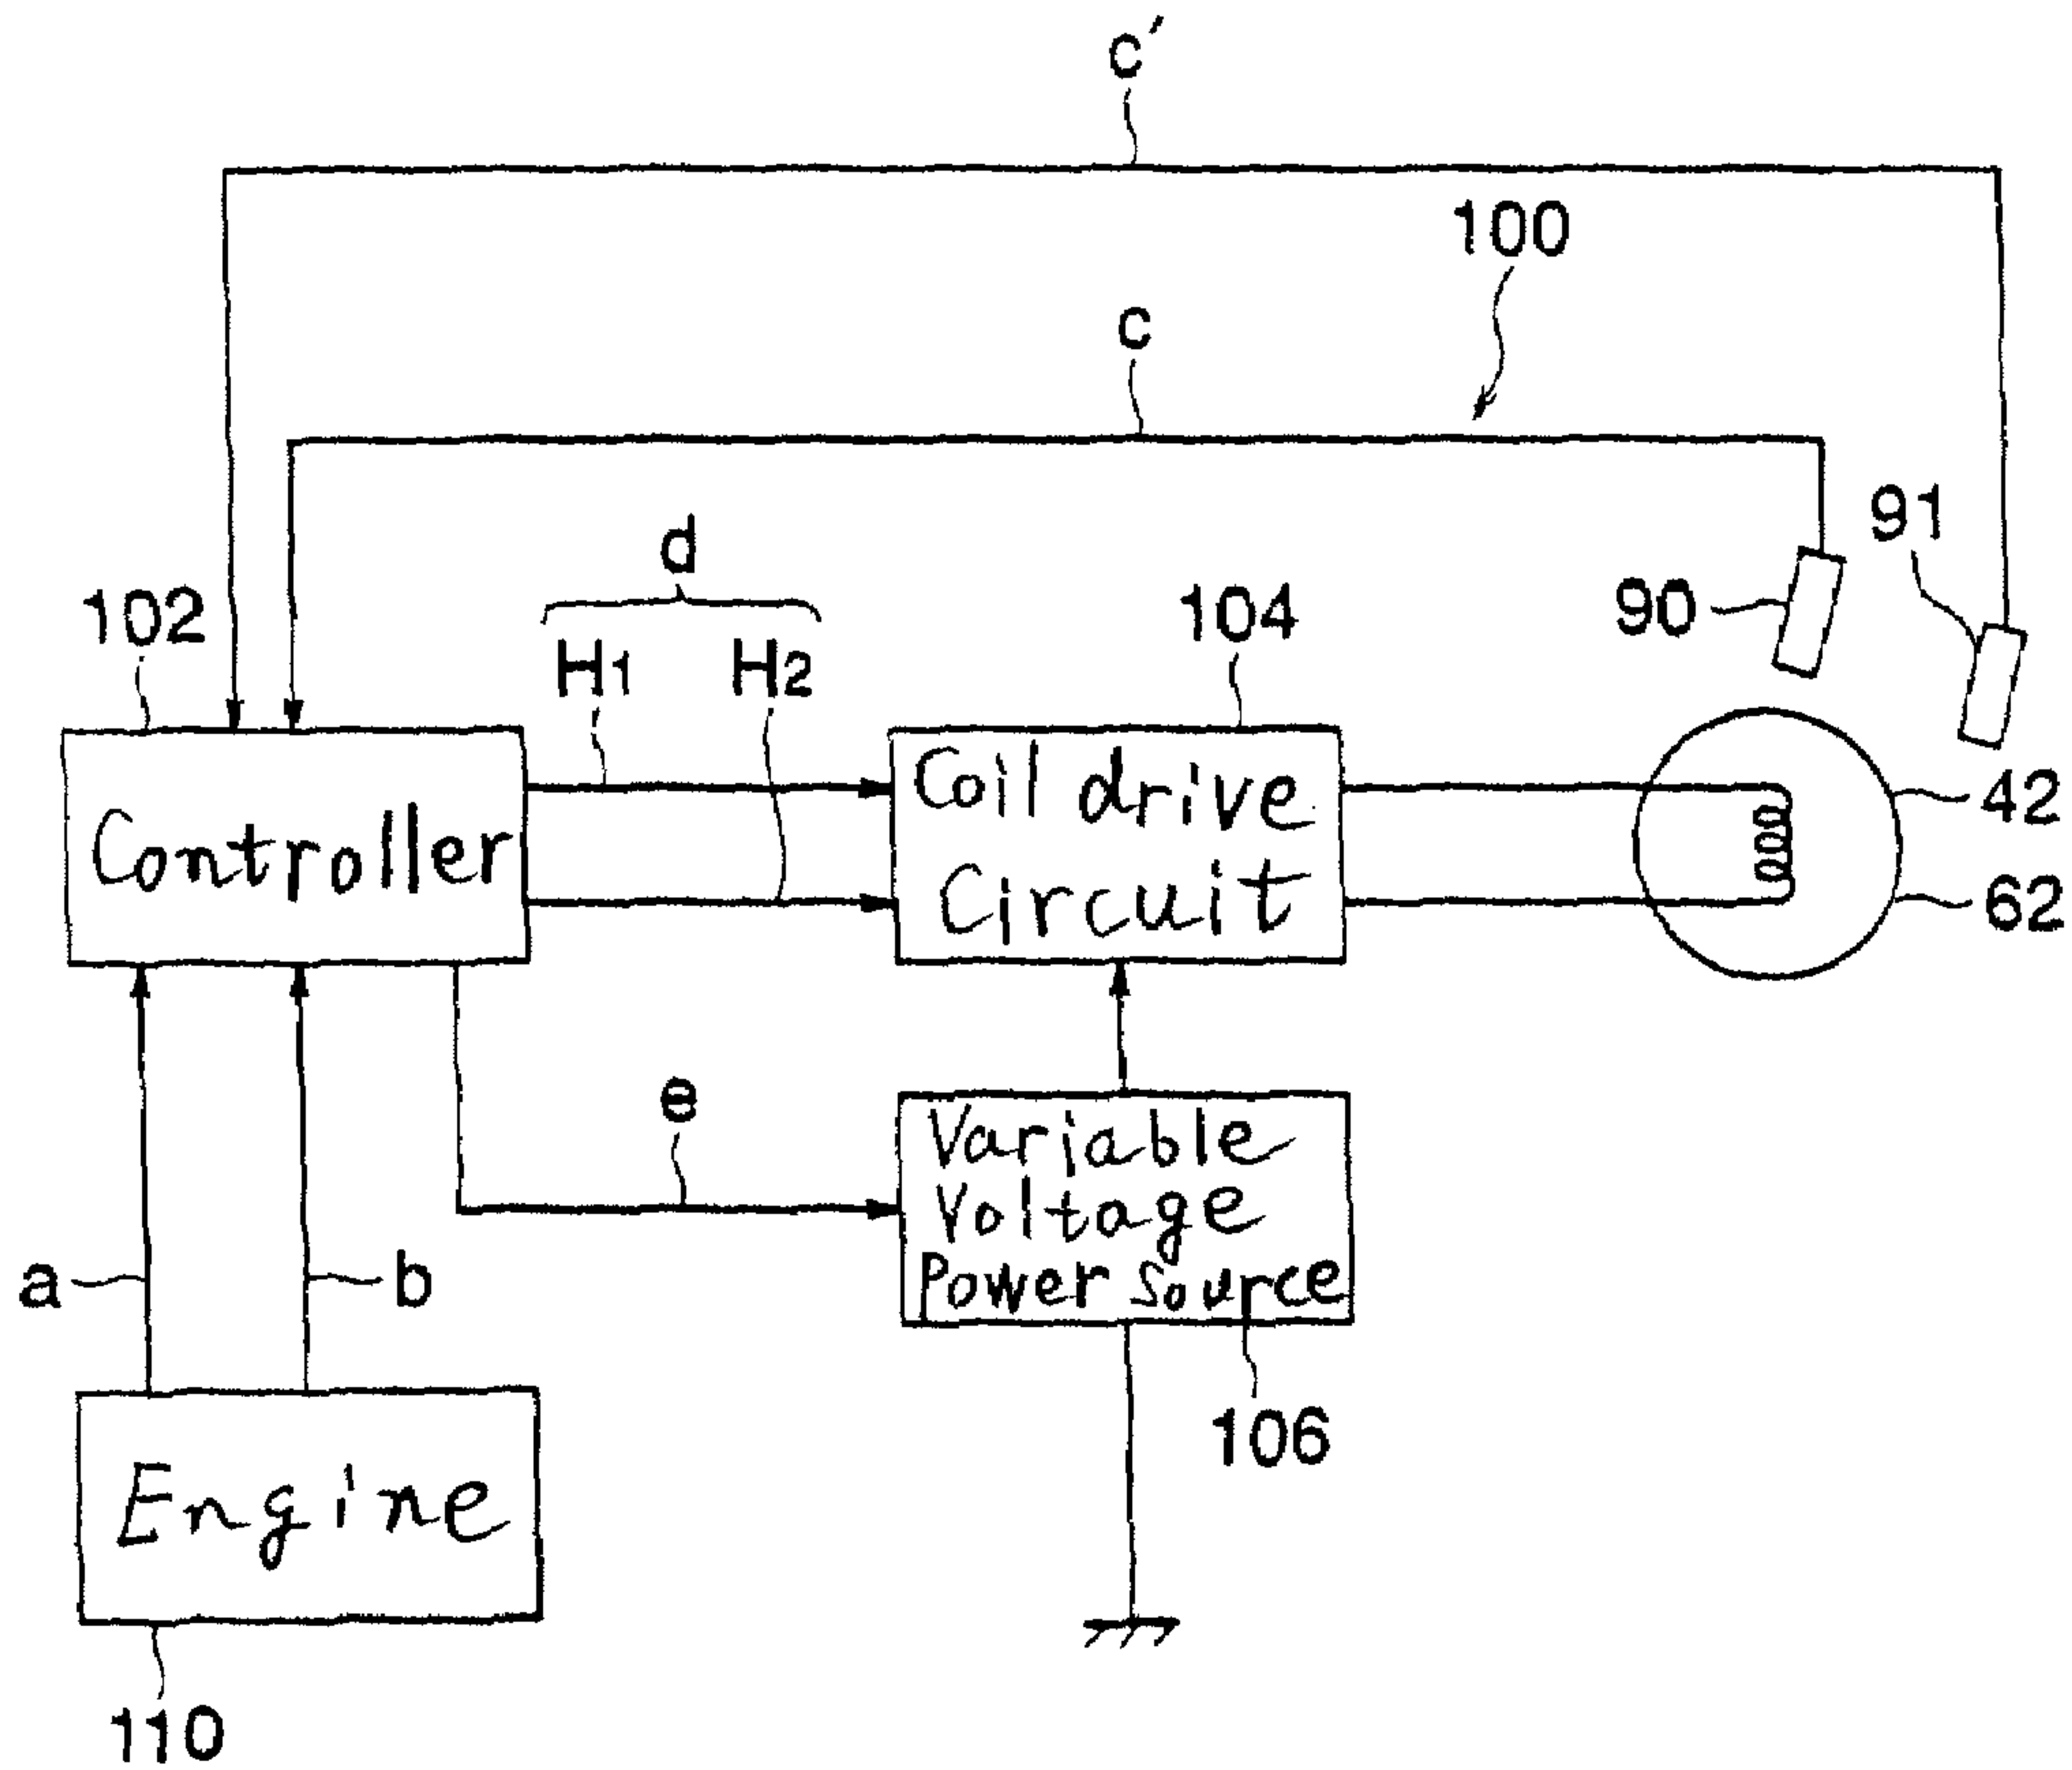 c′
100
c
91
d
90
102
H1 H2
104
Coil drive
Circuit
42
Controller
62
e
Variable
Voltage
Power Source
a
b
106
Engine
110